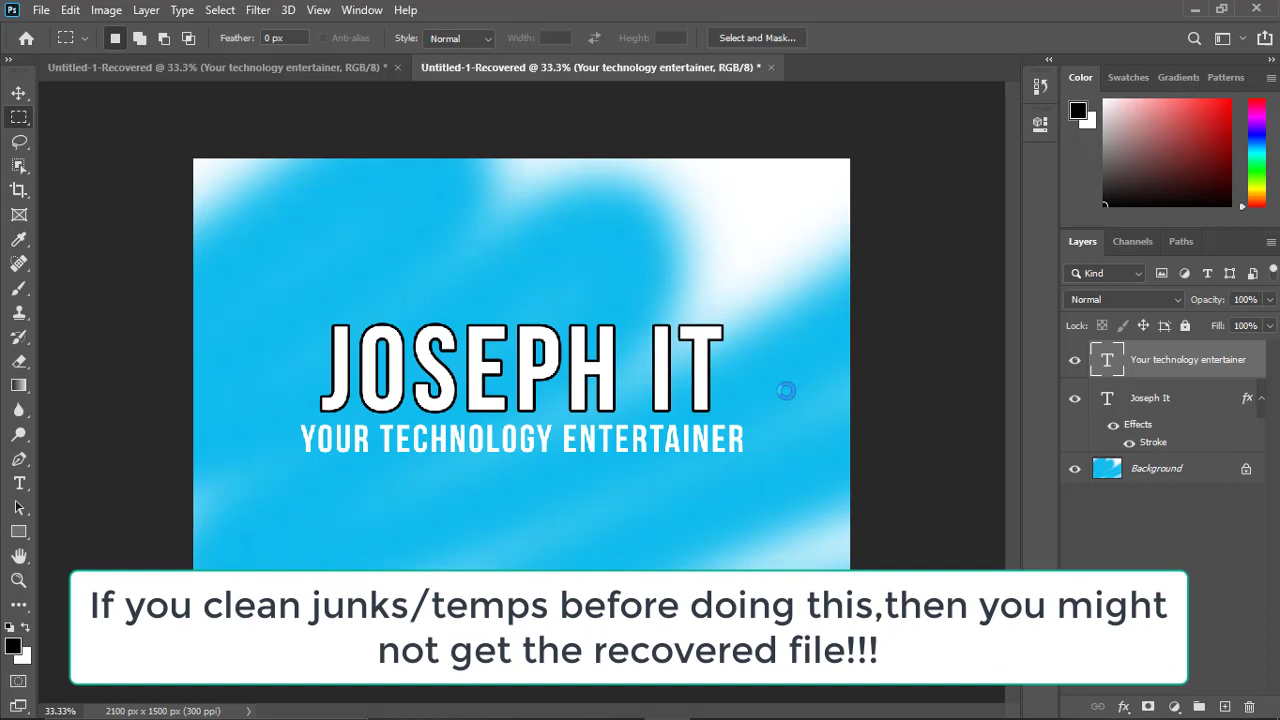 Ps File Edit Image Layer Type Select Filter 3D View Window Help
Feather: 0 px Anti-alias Style: Normal Width: Height: Select and Mask...
Untitled-1-Recovered @ 33.3% (Your technology entertainer, RGB/8) * × Untitled-1-Recovered @ 33.3% (Your technology entertainer, RGB/8) * ×
Color Swatches Gradients Patterns
Layers Channels Paths
Kind
Normal Opacity: 100%
Lock: Fill: 100%
T Your technology entertainer
T Joseph It fx
Effects
Stroke
Background
JOSEPH IT
YOUR TECHNOLOGY ENTERTAINER
If you clean junks/temps before doing this,then you might
not get the recovered file!!!
33.33% 2100 px x 1500 px (300 ppi)
fx